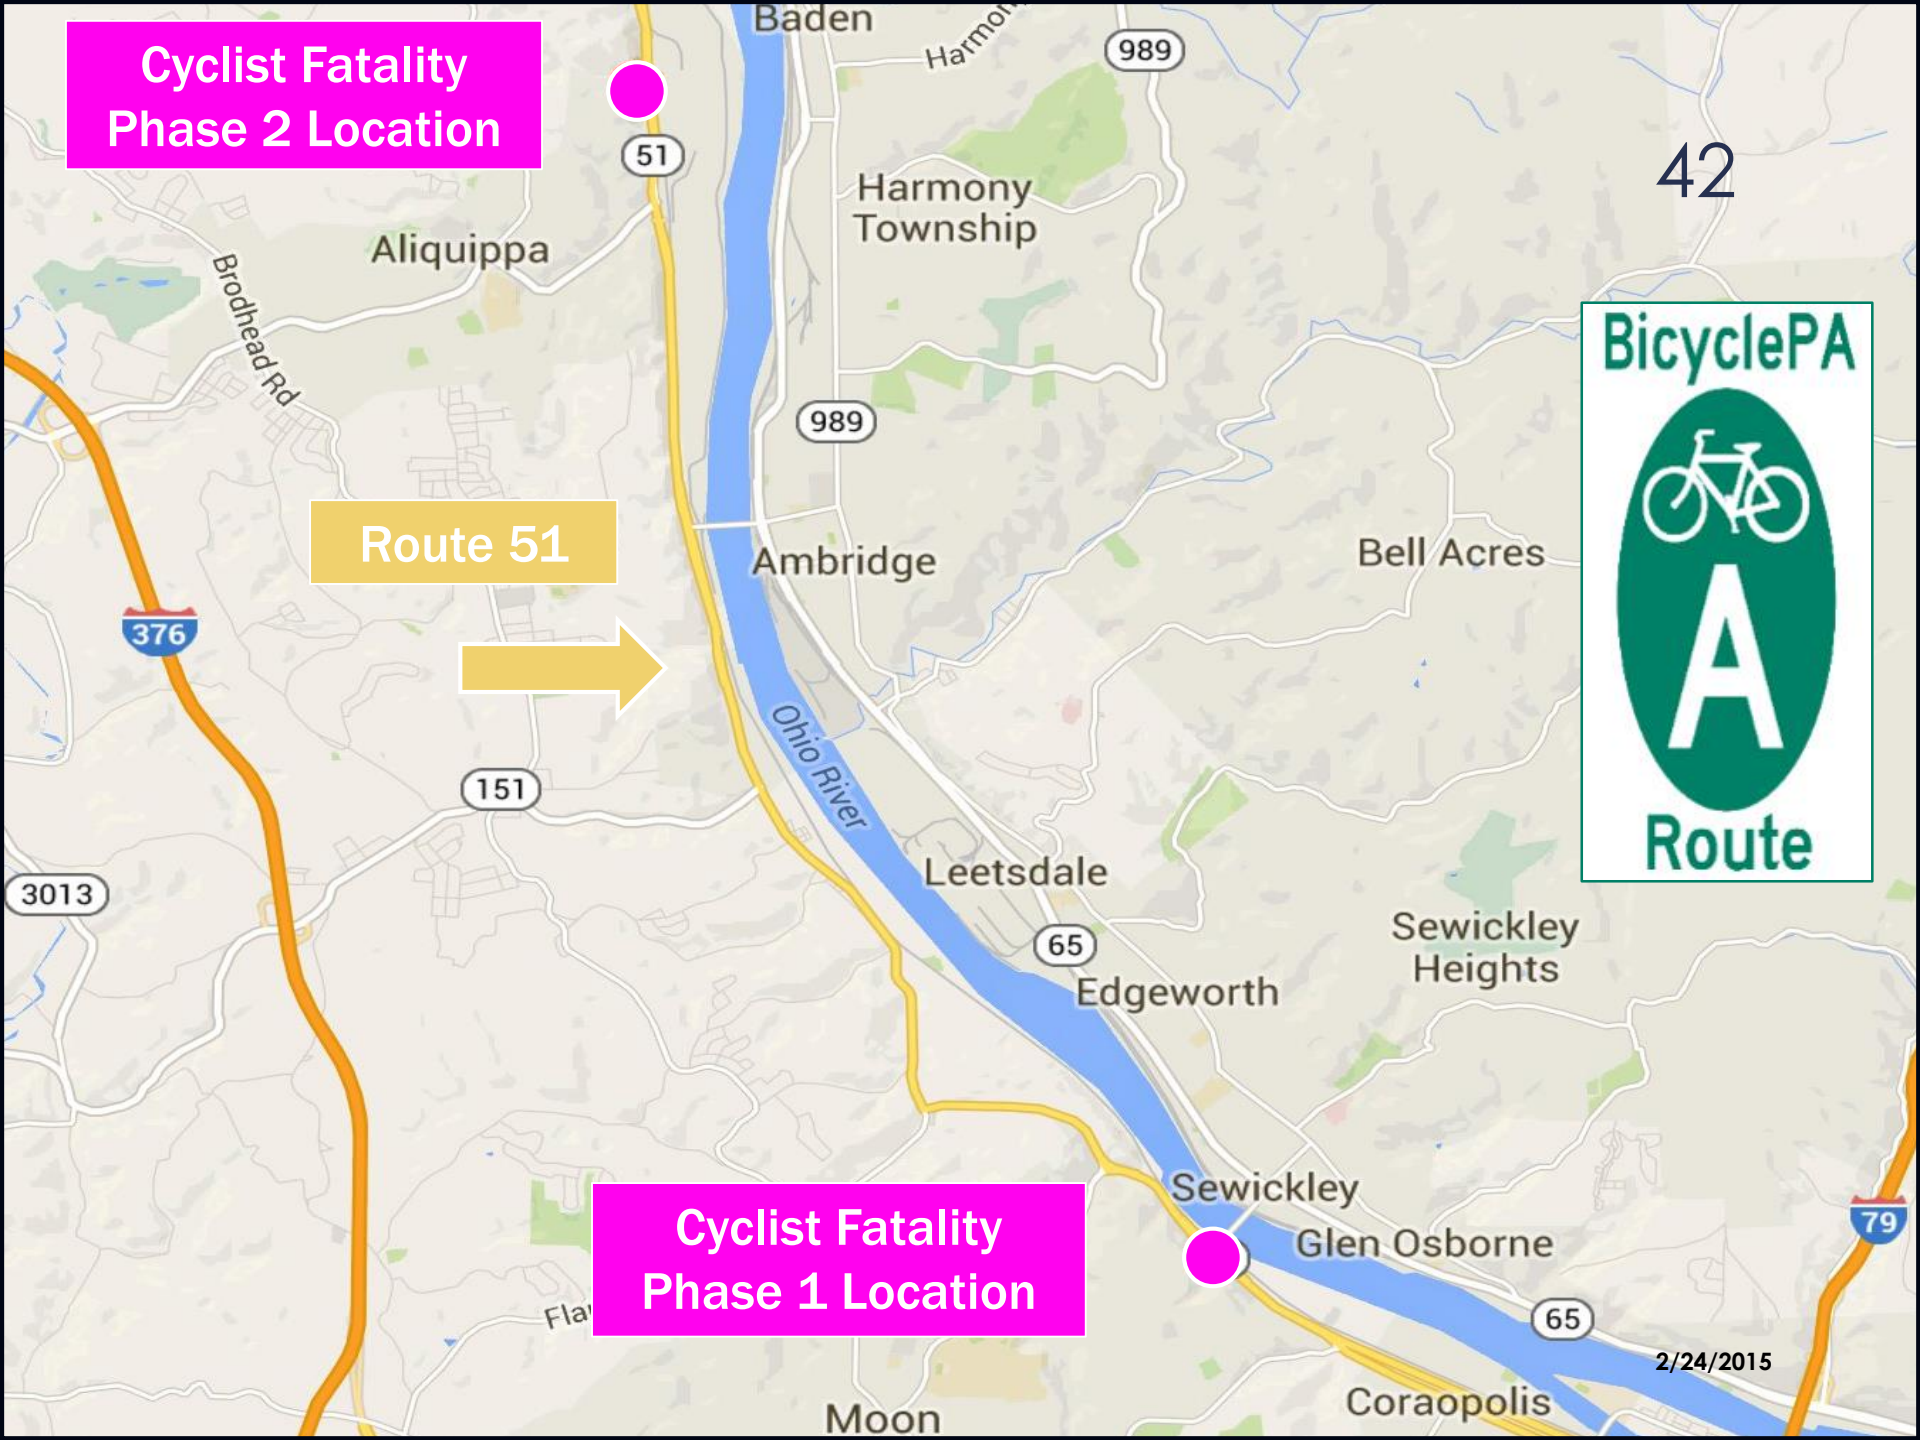 Cyclist Fatality
Phase 2 Location
Baden
Harmon
989
51
42
Harmony
Township
Aliquippa
Brodhead Rd
BicyclePA
A
Route
989
Route 51
Ambridge
Bell Acres
376
Ohio River
151
Leetsdale
3013
65
Sewickley
Heights
Edgeworth
Sewickley
79
Glen Osborne
Cyclist Fatality
Phase 1 Location
Fla
65
2/24/2015
Coraopolis
Moon